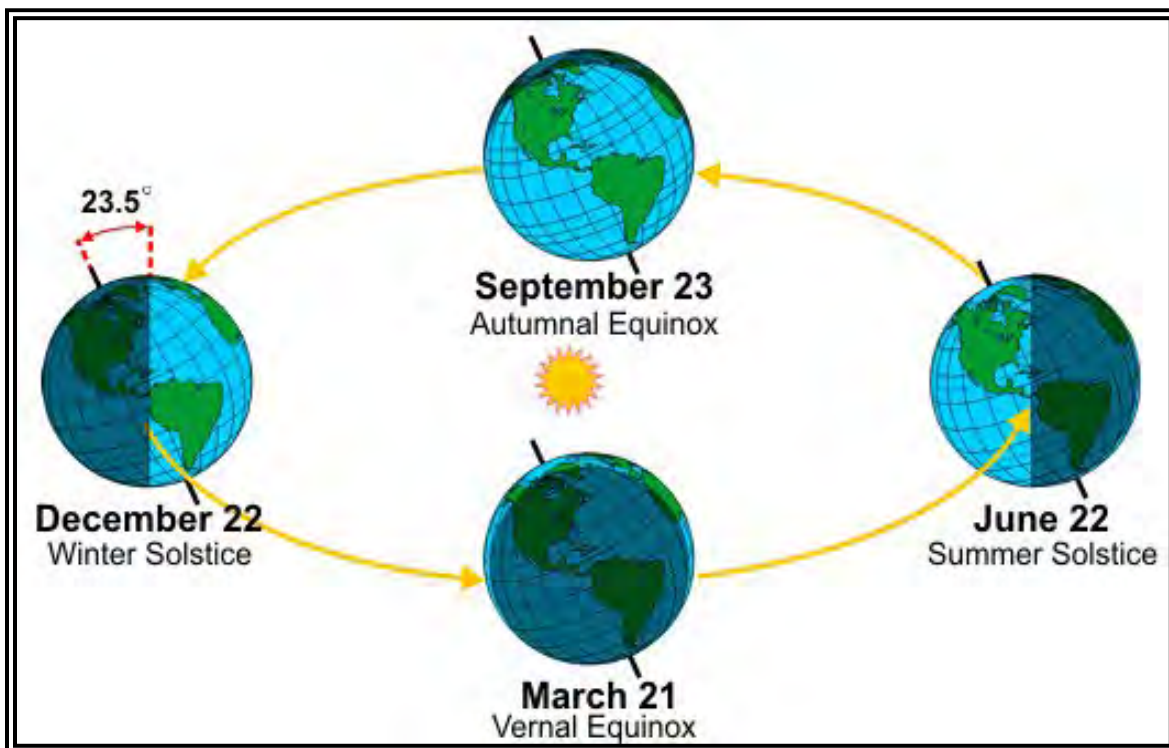 23.5°
September 23
Autumnal Equinox
December 22
Winter Solstice
June 22
Summer Solstice
March 21
Vernal Equinox